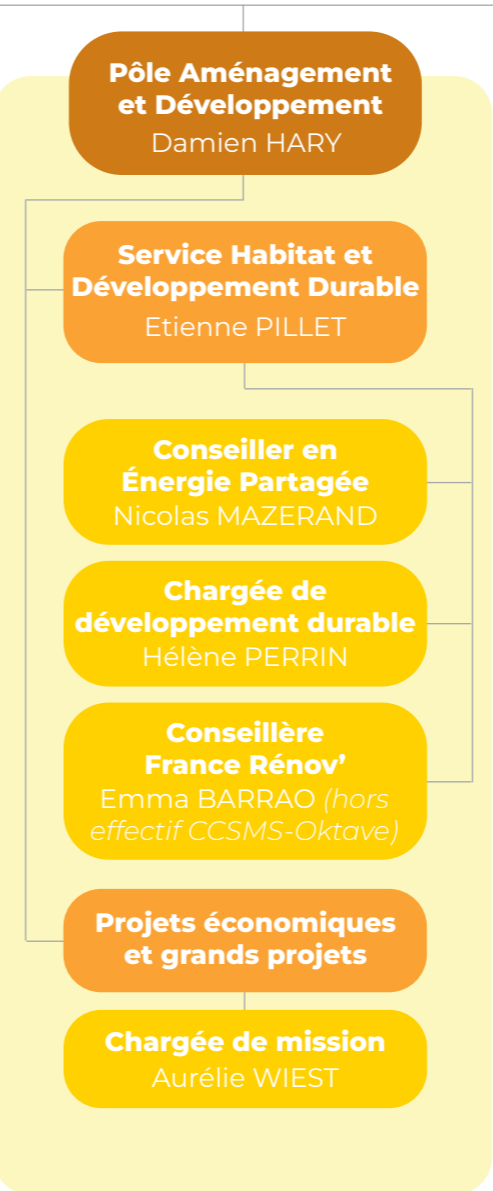 Pôle Aménagement
et Développement
Damien HARY
Service Habitat et
Développement Durable
Etienne PILLET
Conseiller en
Énergie Partagée
Nicolas MAZERAND
Chargée de
développement durable
Hélène PERRIN
Conseillère
France Rénov’
Emma BARRAO (hors
effectif CCSMS-Oktave)
Projets économiques
et grands projets
Chargée de mission
Aurélie WIEST